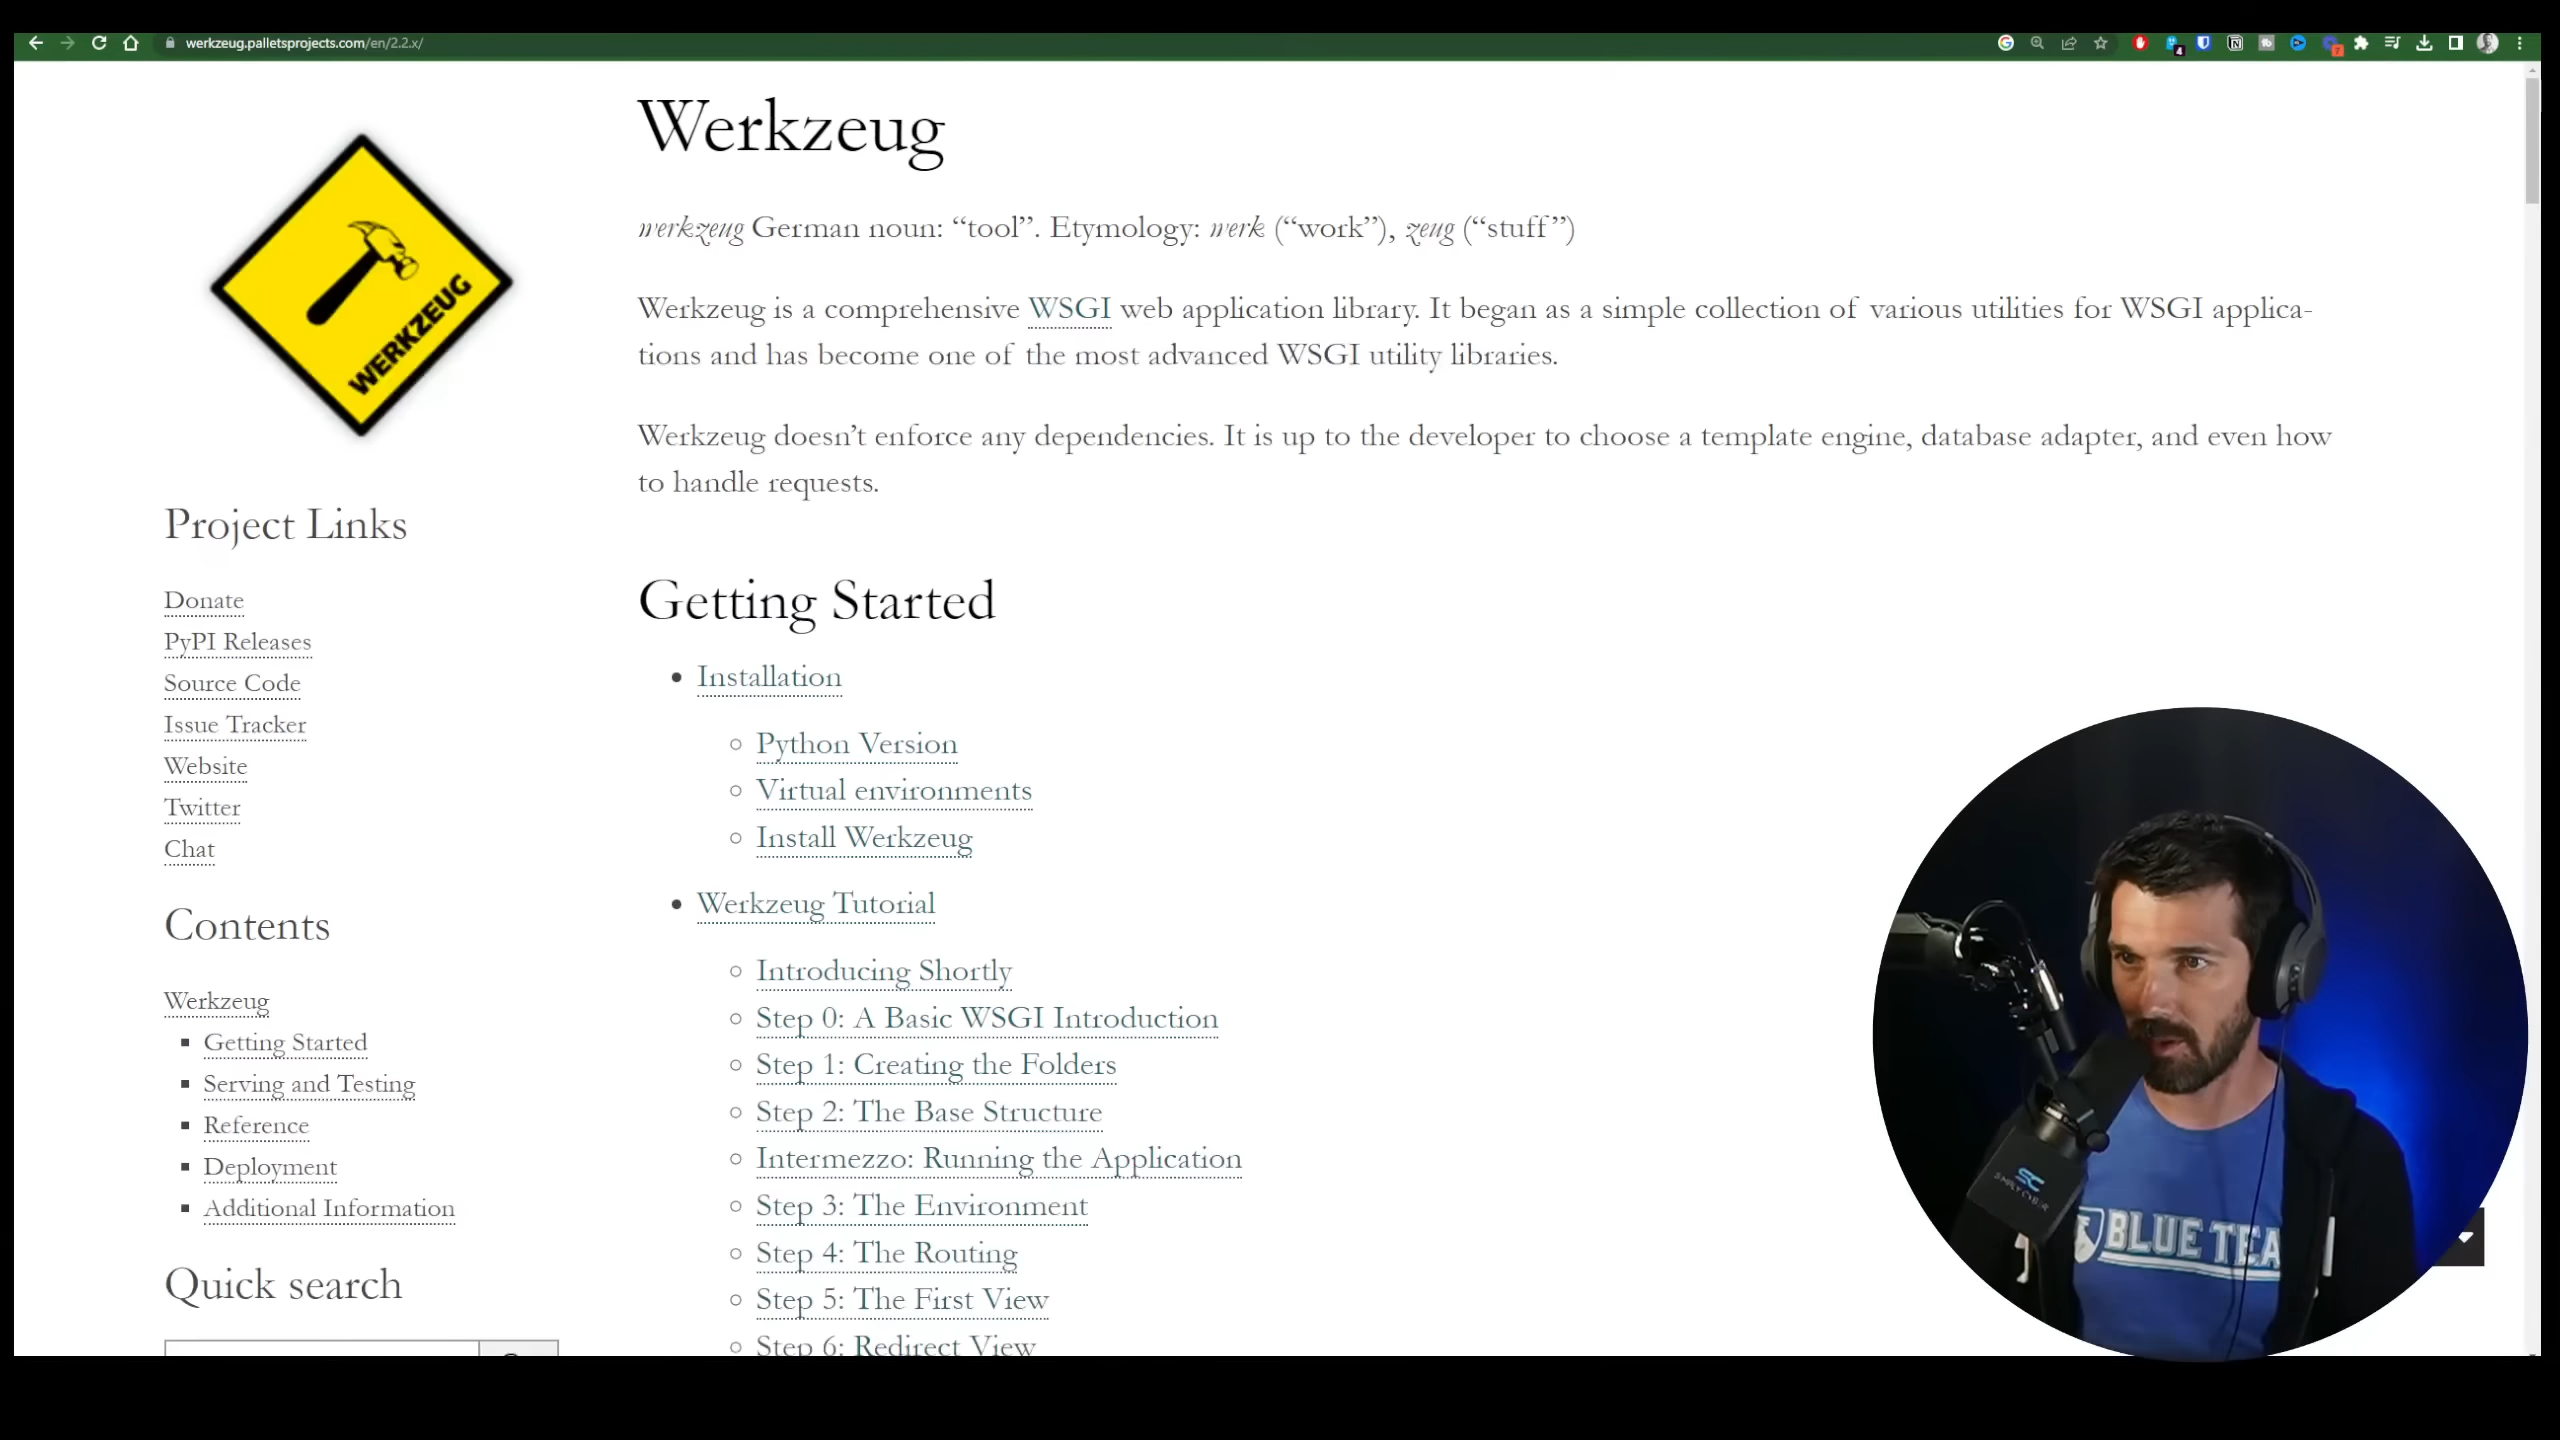 werkzeug.palletsprojects.com/en/2.2.x/
WERKZEUG
Project Links
Donate
PyPI Releases
Source Code
Issue Tracker
Website
Twitter
Chat
Contents
Werkzeug
Getting Started
Serving and Testing
Reference
Deployment
Additional Information
Quick search
Werkzeug
werkzeug German noun: “tool”. Etymology: werk (“work”), zeug (“stuff”)
Werkzeug is a comprehensive WSGI web application library. It began as a simple collection of various utilities for WSGI applica-
tions and has become one of the most advanced WSGI utility libraries.
Werkzeug doesn’t enforce any dependencies. It is up to the developer to choose a template engine, database adapter, and even how
to handle requests.
Getting Started
Installation
Python Version
Virtual environments
Install Werkzeug
Werkzeug Tutorial
Introducing Shortly
Step 0: A Basic WSGI Introduction
Step 1: Creating the Folders
Step 2: The Base Structure
Intermezzo: Running the Application
Step 3: The Environment
Step 4: The Routing
Step 5: The First View
Step 6: Redirect View
SIMPLY CYBER
BLUE TEA